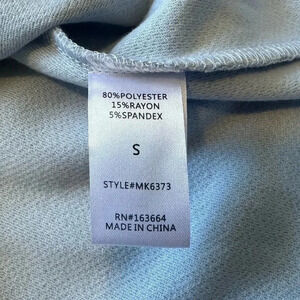 80%POLYESTER
15%RAYON
5%SPANDEX
S
STYLE#MK6373
RN#163664
MADE IN CHINA